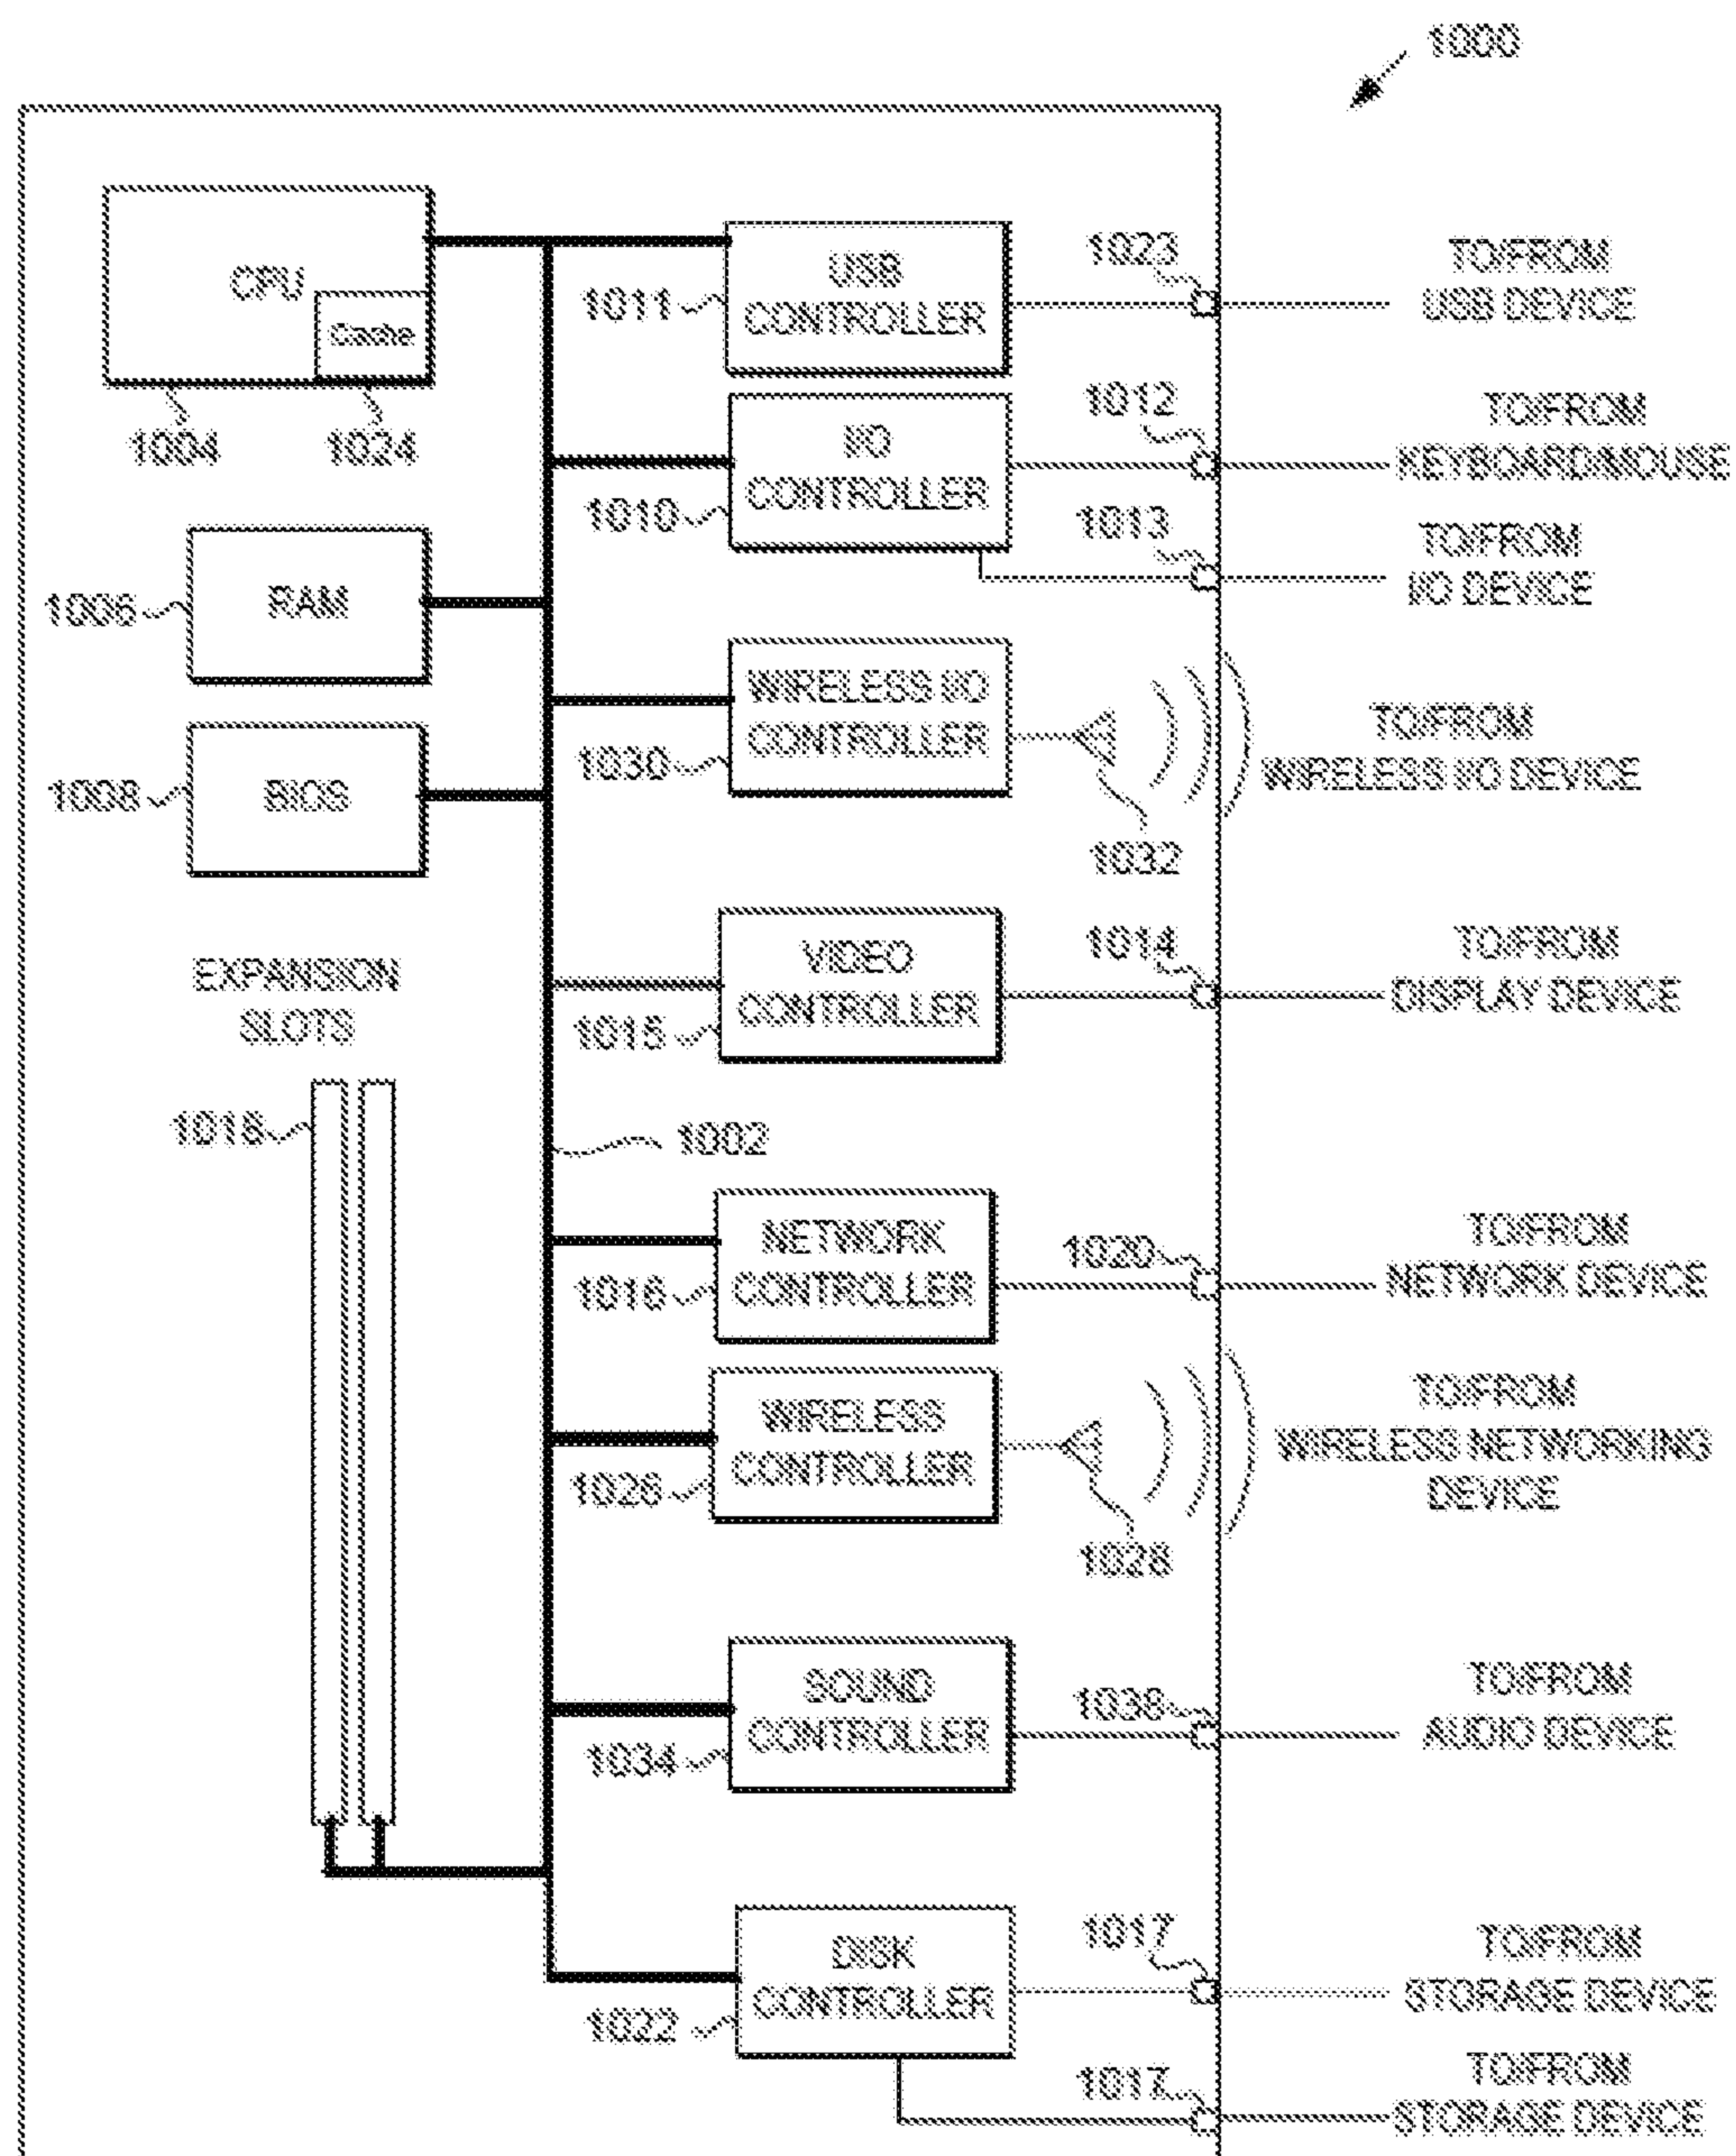 1000
CPU
Cache
1004
1024
USB
CONTROLLER
1011
1023
TO/FROM
USB DEVICE
I/O
CONTROLLER
1010
1012
TO/FROM
KEYBOARD/MOUSE
1013
TO/FROM
I/O DEVICE
RAM
1006
BIOS
1008
WIRELESS I/O
CONTROLLER
1030
1032
TO/FROM
WIRELESS I/O DEVICE
VIDEO
CONTROLLER
1015
1014
TO/FROM
DISPLAY DEVICE
EXPANSION
SLOTS
1018
1002
NETWORK
CONTROLLER
1016
1020
TO/FROM
NETWORK DEVICE
WIRELESS
CONTROLLER
1026
1028
TO/FROM
WIRELESS NETWORKING
DEVICE
SOUND
CONTROLLER
1034
TO/FROM
AUDIO DEVICE
DISK
CONTROLLER
1022
1017
TO/FROM
STORAGE DEVICE
1017
TO/FROM
STORAGE DEVICE